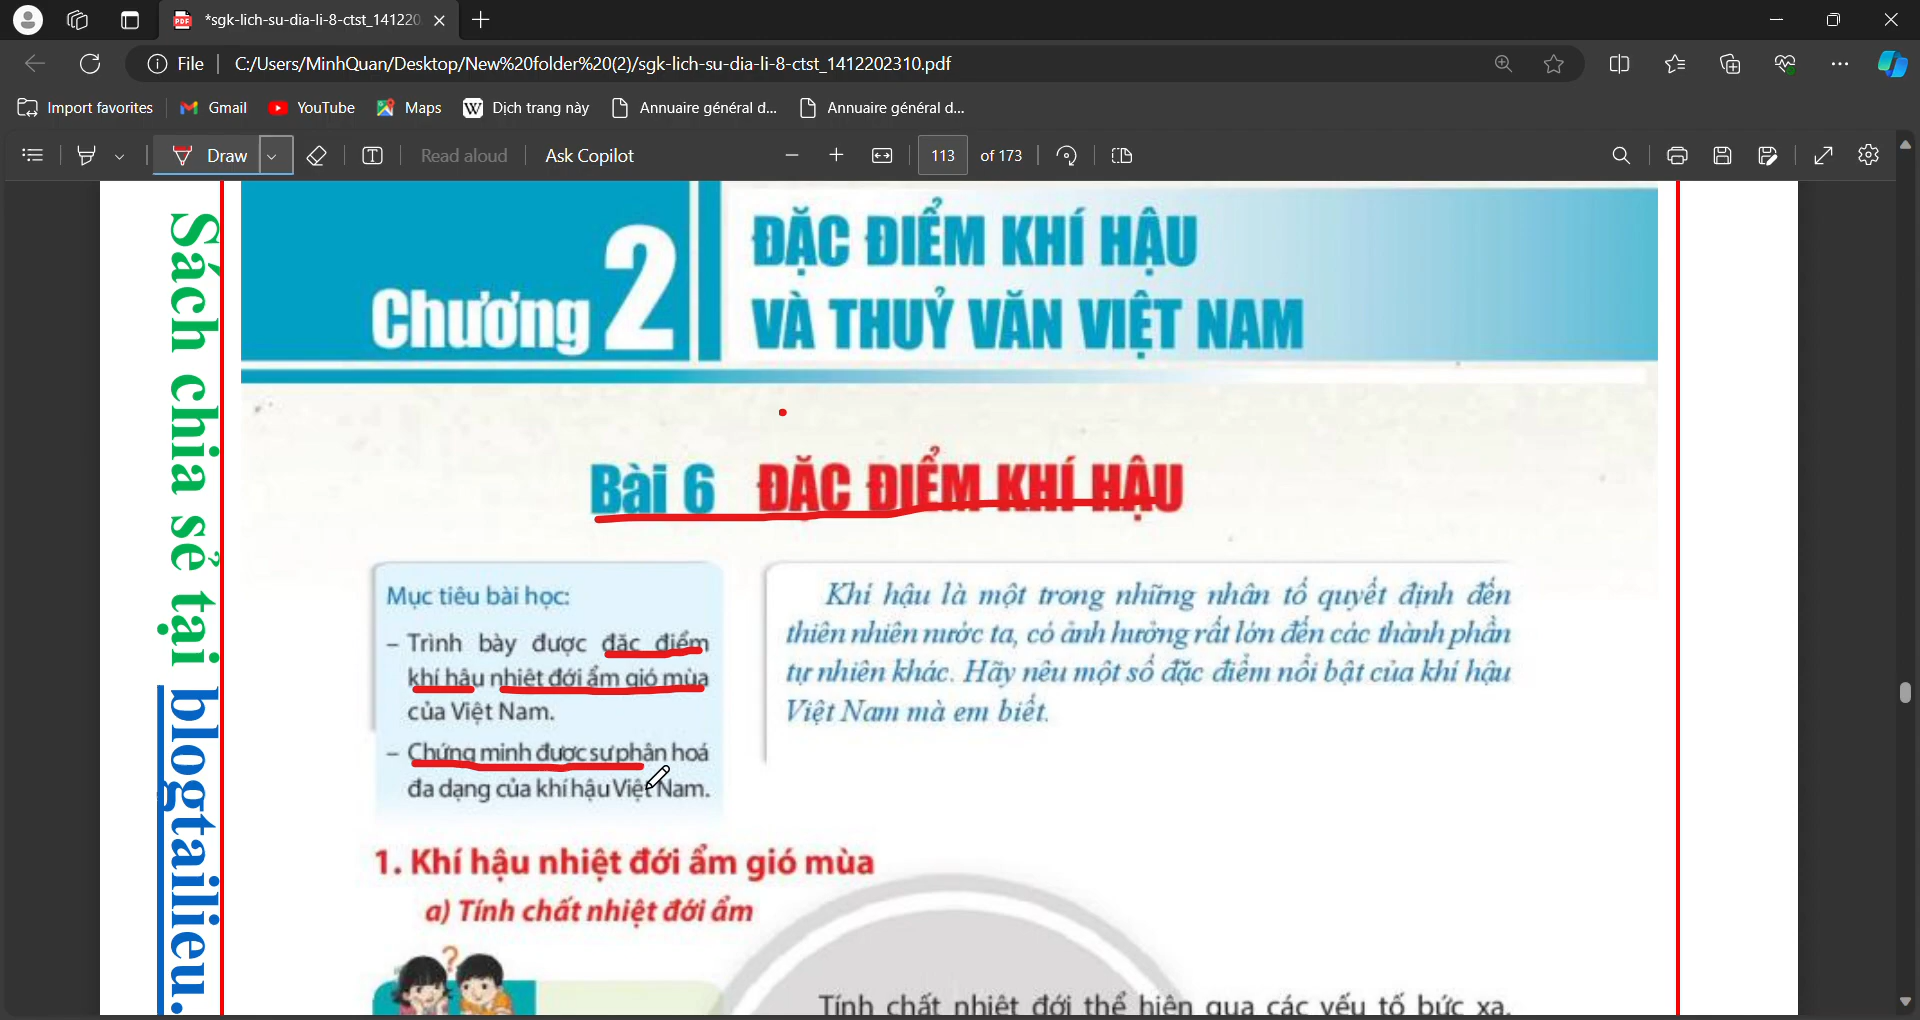 *sgk-lich-su-dia-li-8-ctst_141220
File
C:/Users/MinhQuan/Desktop/New%20folder%20(2)/sgk-lich-su-dia-li-8-ctst_1412202310.pdf
Import favorites
Gmail
YouTube
Maps
Dịch trang này
Annuaire général d...
Annuaire général d...
Draw
Read aloud
Ask Copilot
113
of 173
Sách chia sẻ tại blogtailieu.
Chương 2
ĐẶC ĐIỂM KHÍ HẬU
VÀ THUỶ VĂN VIỆT NAM
Bài 6 ĐẶC ĐIỂM KHÍ HẬU
Mục tiêu bài học:
– Trình bày được đặc điểm
khí hậu nhiệt đới ẩm gió mùa
của Việt Nam.
– Chứng minh được sự phân hoá
đa dạng của khí hậu Việt Nam.
Khí hậu là một trong những nhân tố quyết định đến
thiên nhiên nước ta, có ảnh hưởng rất lớn đến các thành phần
tự nhiên khác. Hãy nêu một số đặc điểm nổi bật của khí hậu
Việt Nam mà em biết.
1. Khí hậu nhiệt đới ẩm gió mùa
a) Tính chất nhiệt đới ẩm
?
Tính chất nhiệt đới thể hiện qua các yếu tố bức xạ,